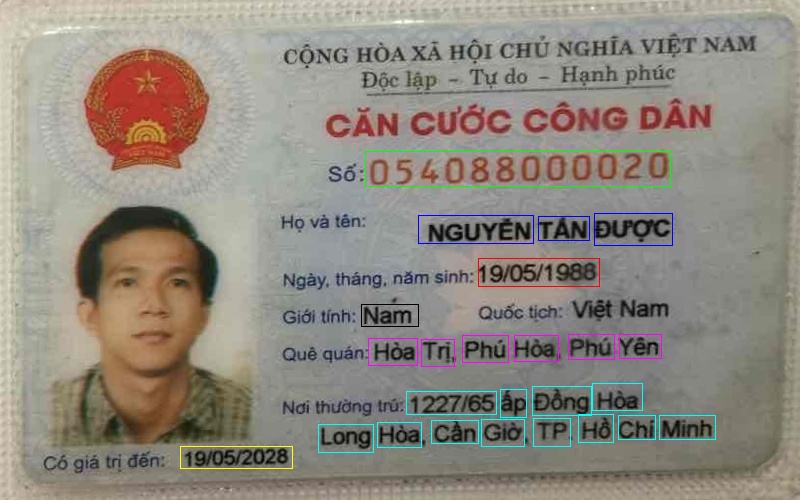 CỘNG HÒA XÃ HỘI CHỦ NGHĨA VIỆT NAM
Độc lập - Tự do - Hạnh phúc
CĂN CƯỚC CÔNG DÂN
Số: 054088000020
Họ và tên: NGUYỄN TẤN ĐƯỢC
Ngày, tháng, năm sinh: 19/05/1988
Giới tính: Nam Quốc tịch: Việt Nam
Quê quán: Hòa Trị, Phú Hòa, Phú Yên
Nơi thường trú: 1227/65 ấp Đồng Hòa
Long Hòa, Cần Giờ, TP. Hồ Chí Minh
Có giá trị đến: 19/05/2028
VIỆT NAM